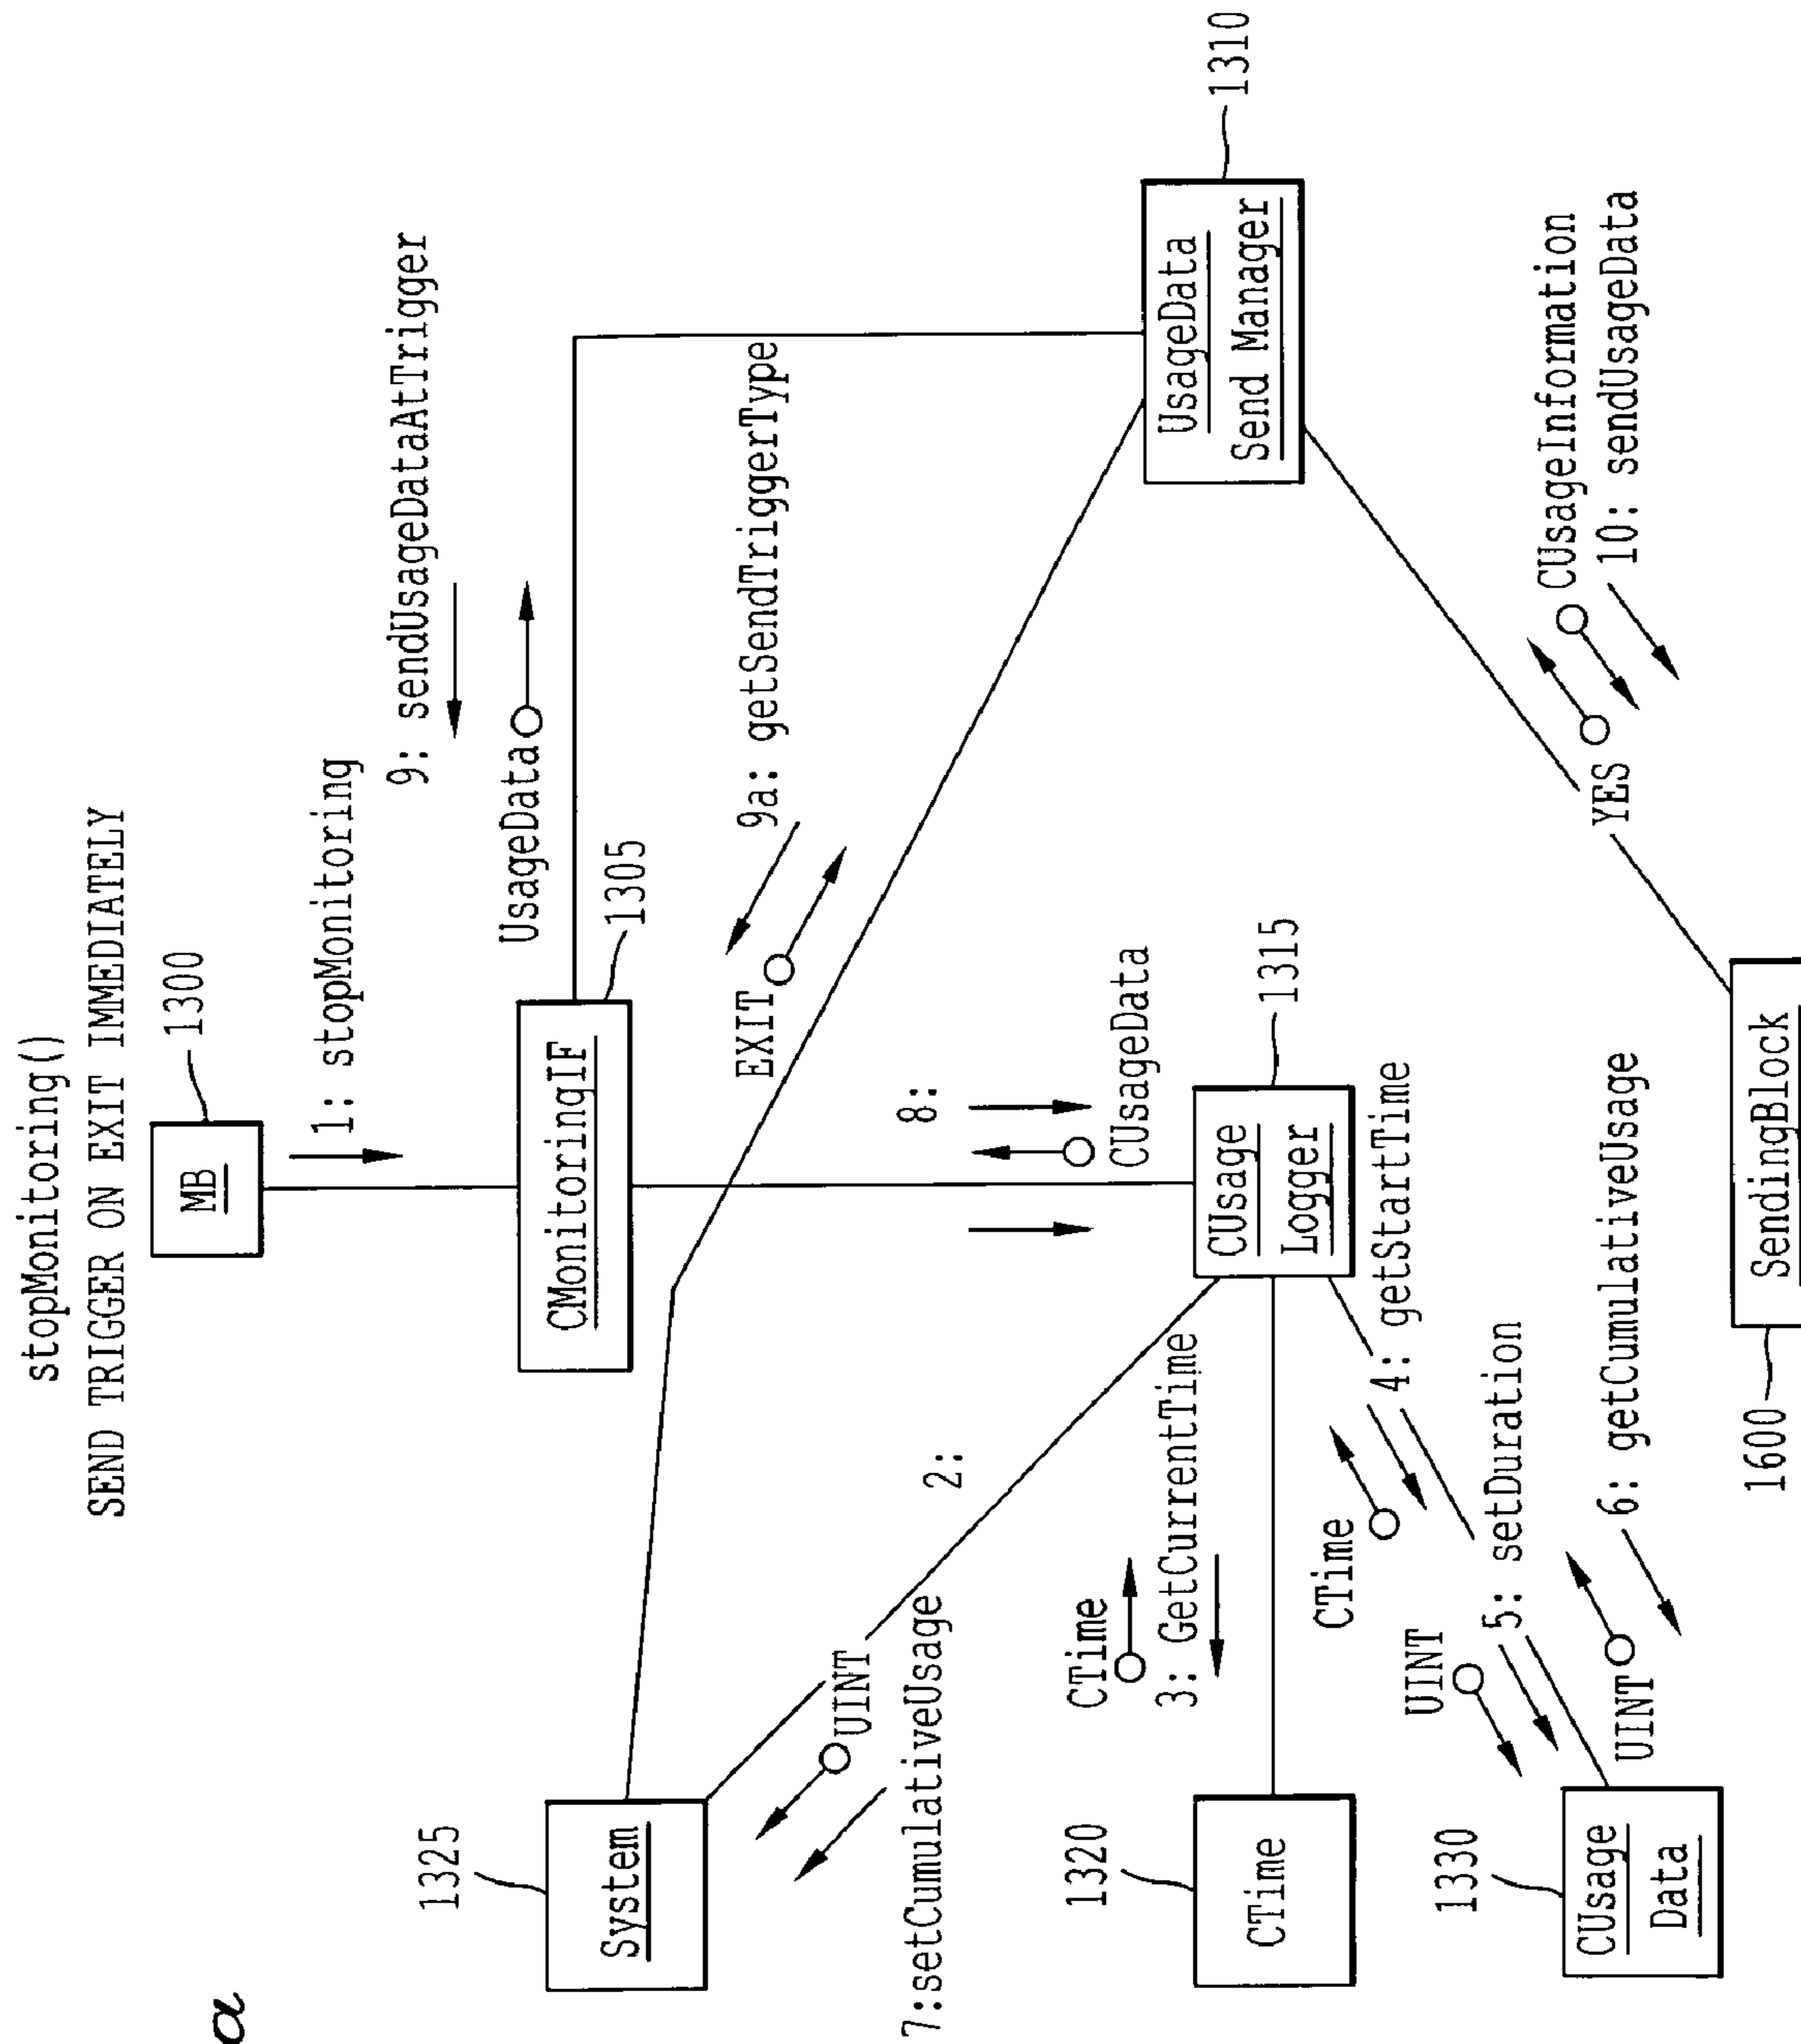 stopMonitoring()
SEND TRIGGER ON EXIT IMMEDIATELY
MB
1300
1: stopMonitoring
9: sendUsageDataAtTrigger
UsageData
CMonitoringIF
1305
9a: getSendTriggerType
EXIT
1325
System
UsageData
Send Manager
1310
2:
8:
CUsageData
UINT
7:setCumulativeUsage
CTime
3: GetCurrentTime
CUsage
Logger
1315
1320
CTime
4: getStartTime
CTime
5: setDuration
UINT
6: getCumulativeUsage
UINT
1330
CUsage
Data
CUsageInformation
10: sendUsageData
YES
1600
SendingBlock
a